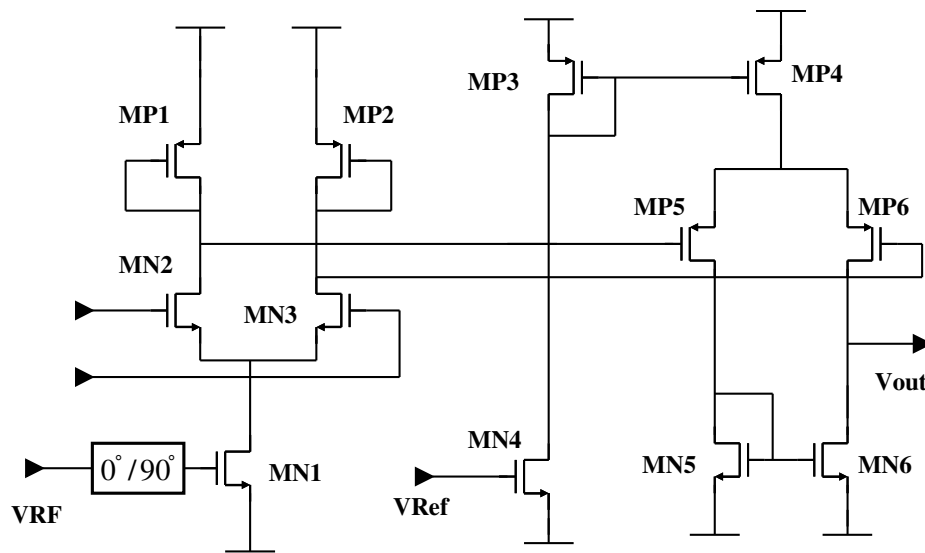 MP3
MP4
MP1
MP2
MP5
MP6
MN2
MN3
Vout
MN4
MN5
MN6
0°/90°
MN1
VRF
VRef